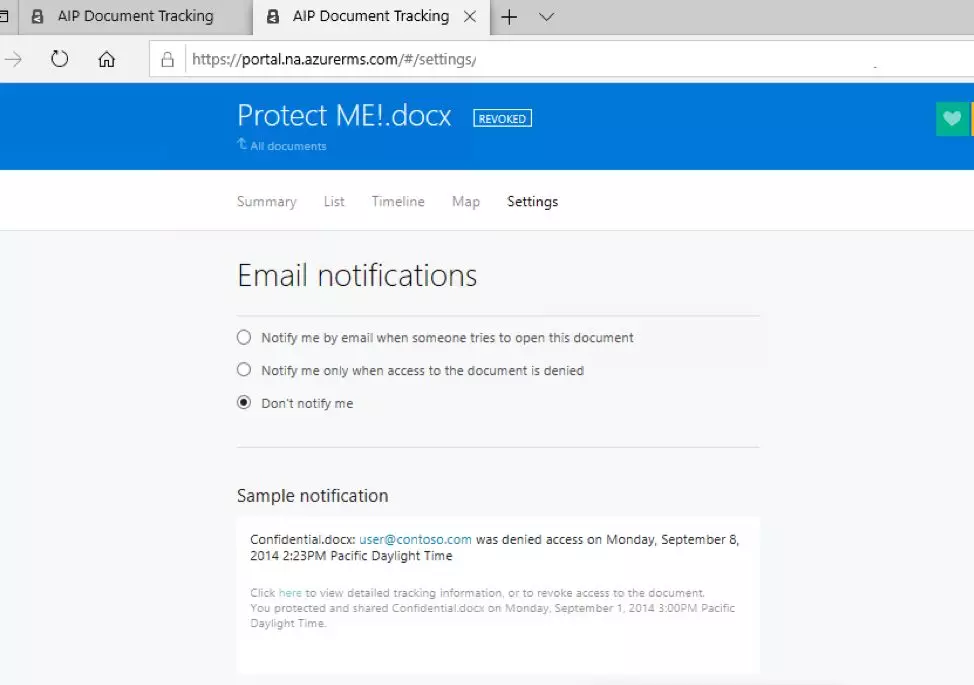 AIP Document Tracking
AIP Document Tracking
https://portal.na.azurerms.com/#/settings/
Protect ME!.docx REVOKED
All documents
Summary List Timeline Map Settings
Email notifications
Notify me by email when someone tries to open this document
Notify me only when access to the document is denied
Don't notify me
Sample notification
Confidential.docx: user@contoso.com was denied access on Monday, September 8,
2014 2:23PM Pacific Daylight Time
Click here to view detailed tracking information, or to revoke access to the document.
You protected and shared Confidential.docx on Monday, September 1, 2014 3:00PM Pacific
Daylight Time.